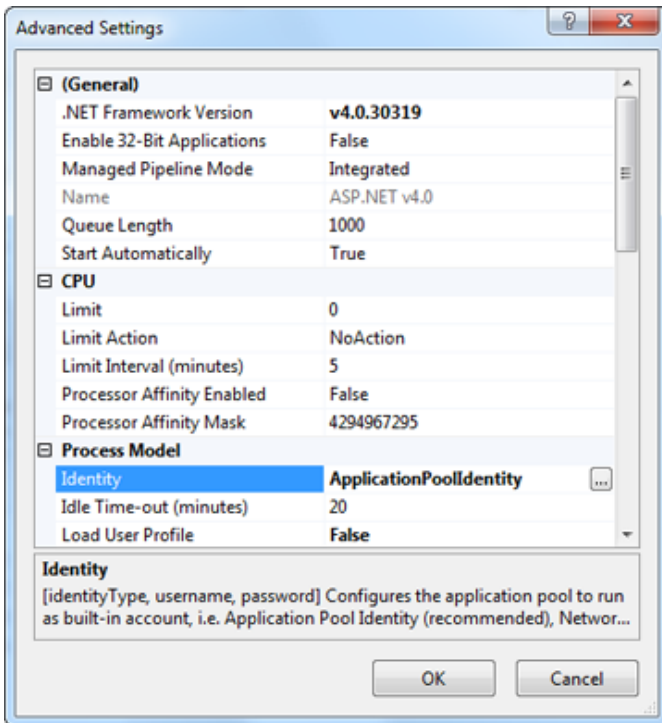 Advanced Settings
(General)
.NET Framework Version v4.0.30319
Enable 32-Bit Applications False
Managed Pipeline Mode Integrated
Name ASP.NET v4.0
Queue Length 1000
Start Automatically True
CPU
Limit 0
Limit Action NoAction
Limit Interval (minutes) 5
Processor Affinity Enabled False
Processor Affinity Mask 4294967295
Process Model
Identity ApplicationPoolIdentity ...
Idle Time-out (minutes) 20
Load User Profile False
Identity
[identityType, username, password] Configures the application pool to run
as built-in account, i.e. Application Pool Identity (recommended), Networ...
OK Cancel